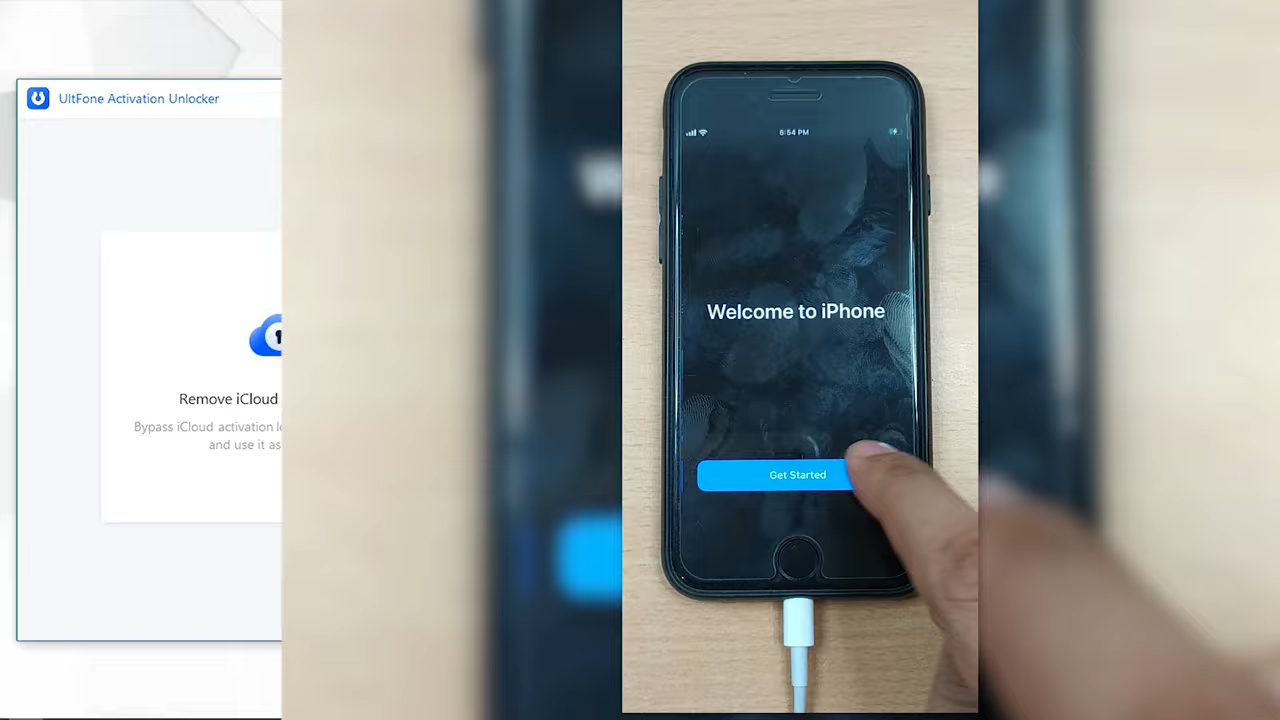 UltFone Activation Unlocker
Remove iCloud
Bypass iCloud activation
and use it as
6:54 PM
Welcome to iPhone
Get Started